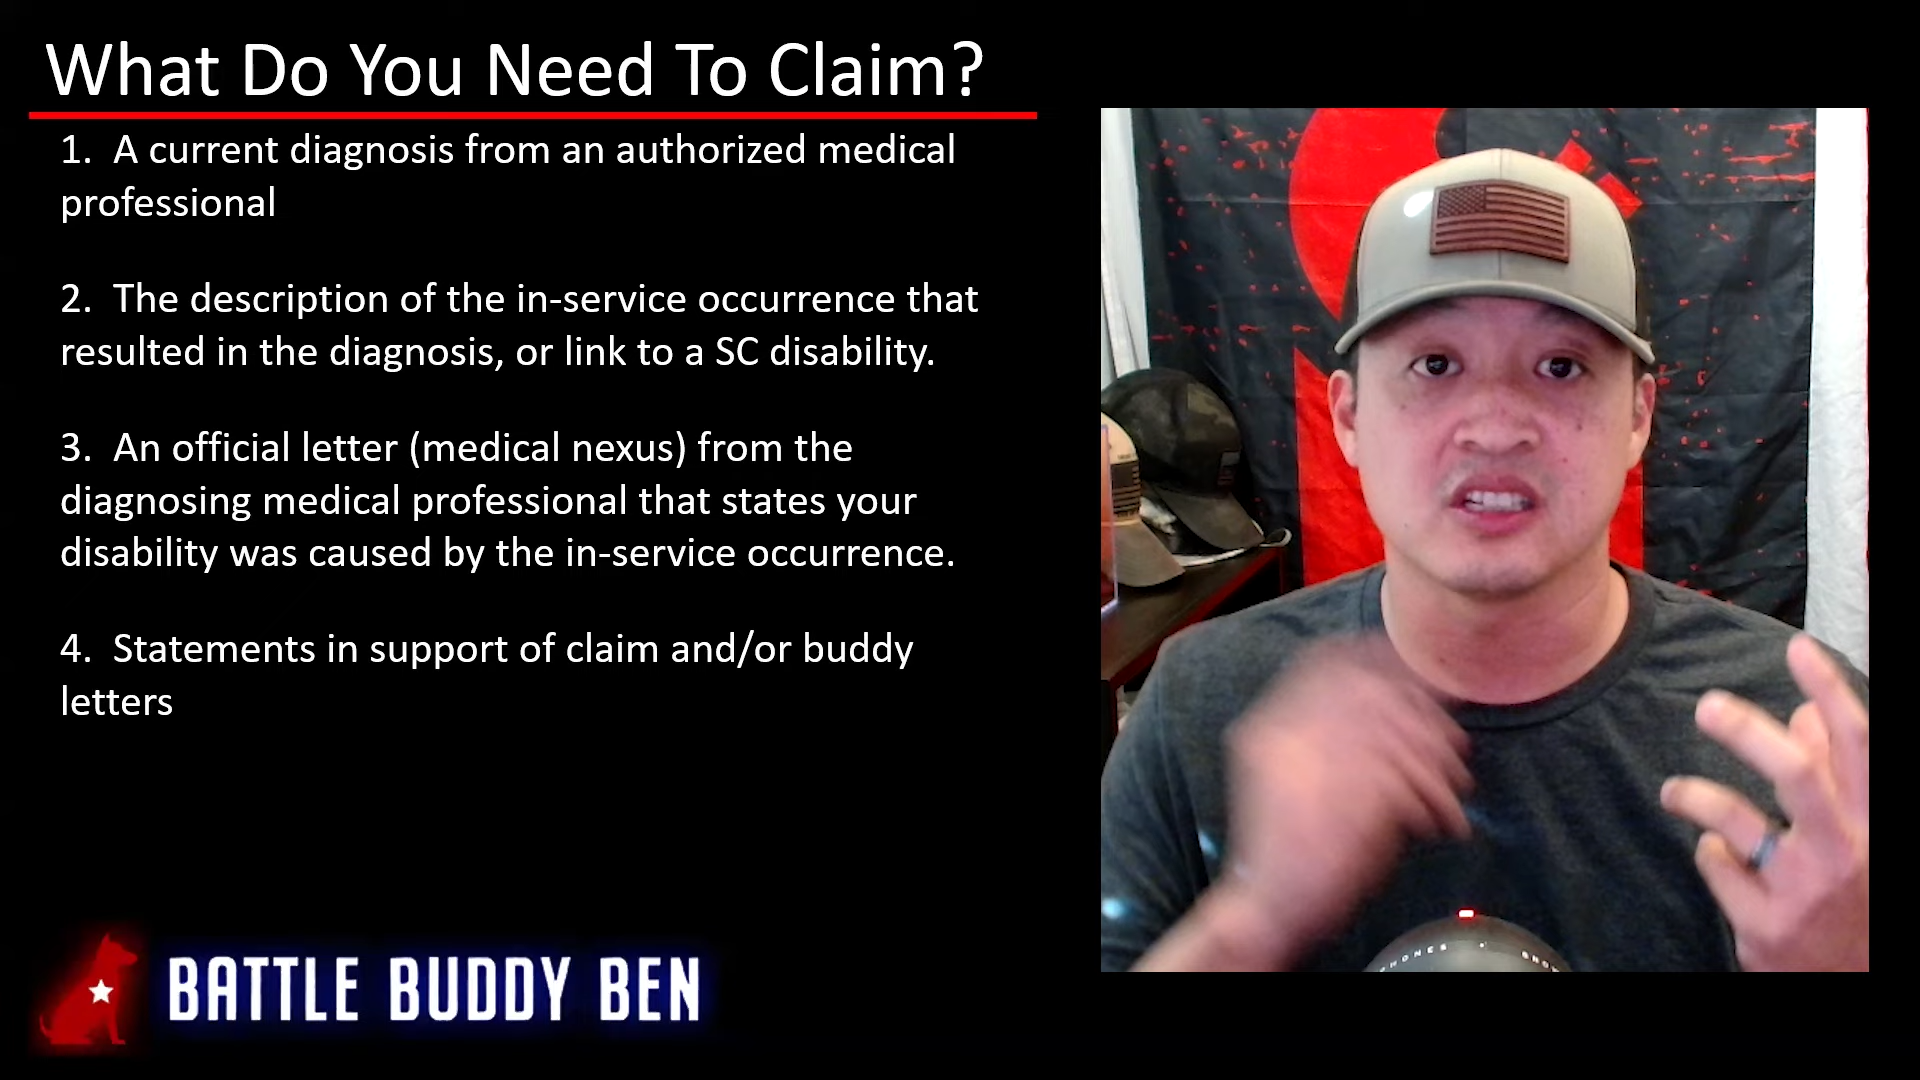 What Do You Need To Claim?
1. A current diagnosis from an authorized medical
professional
2. The description of the in-service occurrence that
resulted in the diagnosis, or link to a SC disability.
3. An official letter (medical nexus) from the
diagnosing medical professional that states your
disability was caused by the in-service occurrence.
4. Statements in support of claim and/or buddy
letters
BATTLE BUDDY BEN